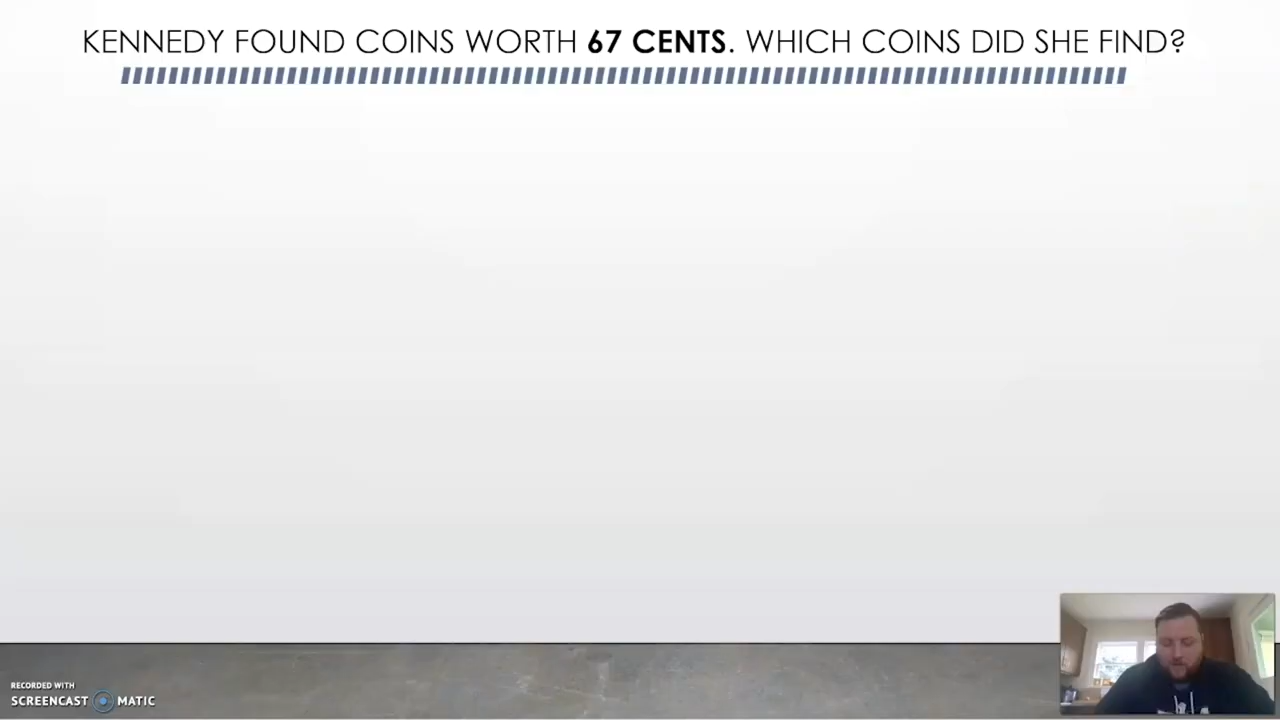 KENNEDY FOUND COINS WORTH 67 CENTS. WHICH COINS DID SHE FIND?
RECORDED WITH
SCREENCAST MATIC